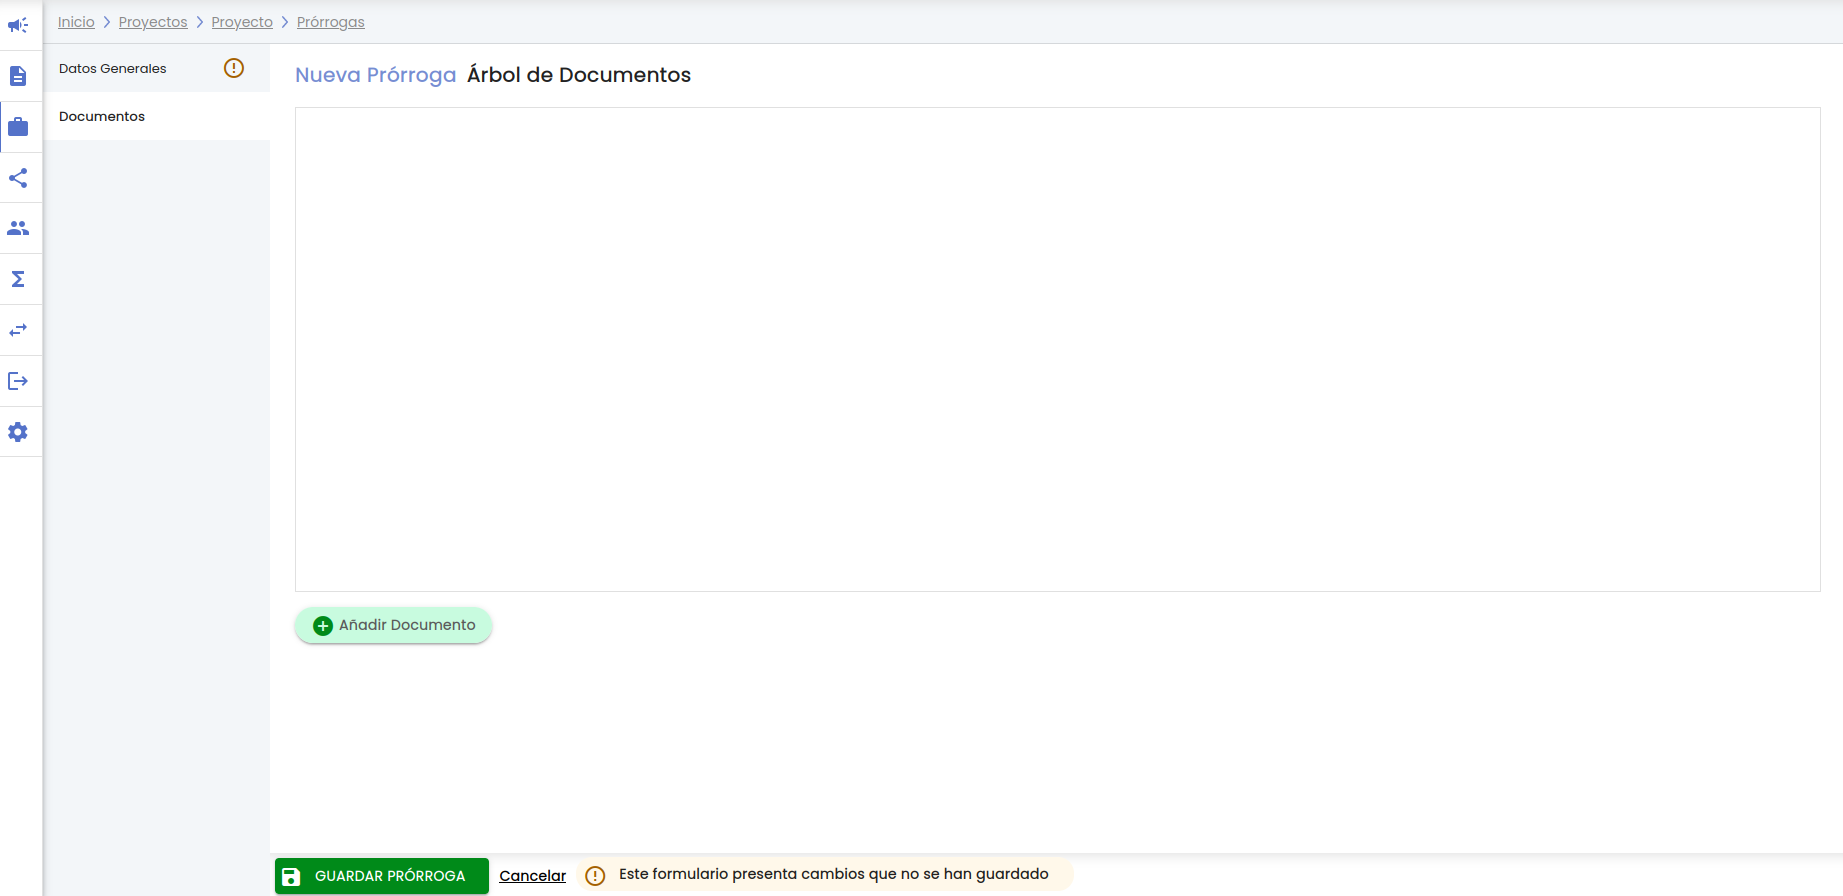 Inicio Proyectos Proyecto Prórrogas
Datos Generales
Documentos
Nueva Prórroga Árbol de Documentos
Añadir Documento
GUARDAR PRÓRROGA Cancelar Este formulario presenta cambios que no se han guardado